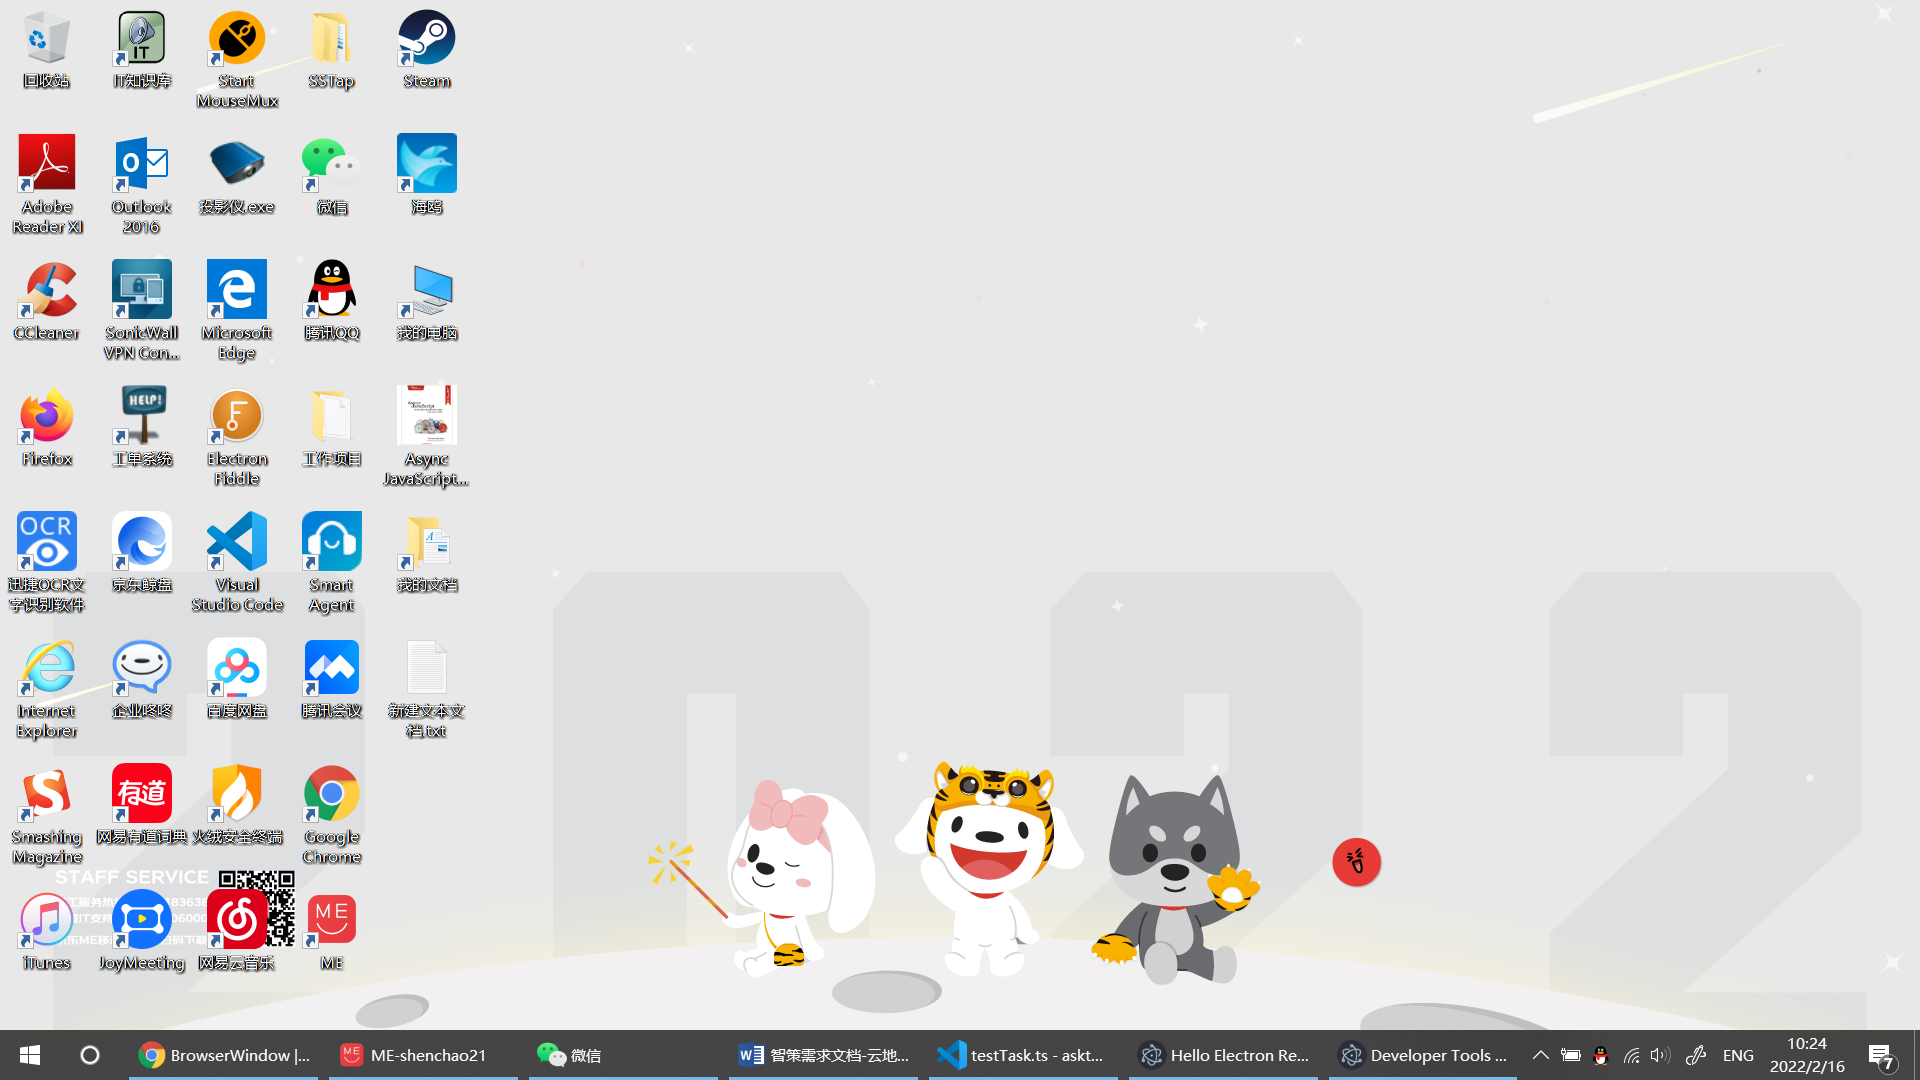 回收站
IT
IT知识库
Start
MouseMux
SSTap
Steam
Adobe
Reader XI
Outlook
2016
投影仪.exe
微信
海鸥
CCleaner
SonicWall
VPN Con...
Microsoft
Edge
腾讯QQ
我的电脑
Firefox
HELP!
工单系统
Electron
Fiddle
工作项目
Async
JavaScript...
OCR
迅捷OCR文
字识别软件
京东鲸盘
Visual
Studio Code
Smart
Agent
我的文档
Internet
Explorer
企业咚咚
百度网盘
腾讯会议
新建文本文
档.txt
Smashing
Magazine
有道
网易有道词典
火绒安全终端
Google
Chrome
STAFF SERVICE
iTunes
JoyMeeting
网易云音乐
ME
ME
BrowserWindow |...
ME
ME-shenchao21
微信
智策需求文档-云地...
testTask.ts - askt...
Hello Electron Re...
Developer Tools ...
ENG
10:24
2022/2/16
7